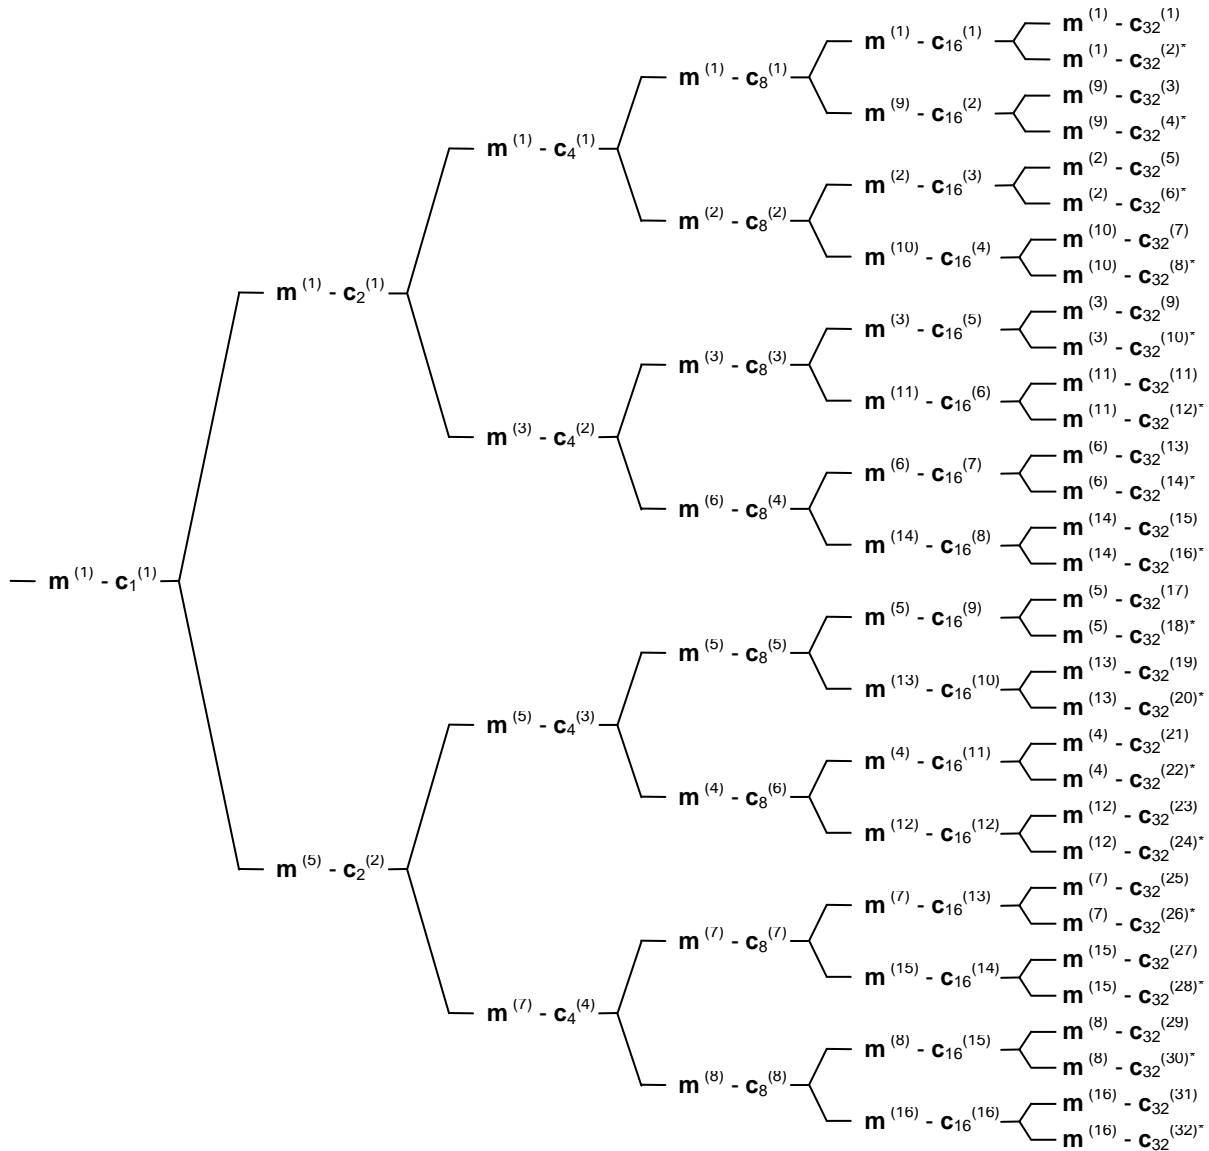 m(1) - c1(1)
m(1) - c2(1)
m(5) - c2(2)
m(1) - c4(1)
m(3) - c4(2)
m(5) - c4(3)
m(7) - c4(4)
m(1) - c8(1)
m(2) - c8(2)
m(3) - c8(3)
m(6) - c8(4)
m(5) - c8(5)
m(4) - c8(6)
m(7) - c8(7)
m(8) - c8(8)
m(1) - c16(1)
m(9) - c16(2)
m(2) - c16(3)
m(10) - c16(4)
m(3) - c16(5)
m(11) - c16(6)
m(6) - c16(7)
m(14) - c16(8)
m(5) - c16(9)
m(13) - c16(10)
m(4) - c16(11)
m(12) - c16(12)
m(7) - c16(13)
m(15) - c16(14)
m(8) - c16(15)
m(16) - c16(16)
m(1) - c32(1)
m(1) - c32(2)*
m(9) - c32(3)
m(9) - c32(4)*
m(2) - c32(5)
m(2) - c32(6)*
m(10) - c32(7)
m(10) - c32(8)*
m(3) - c32(9)
m(3) - c32(10)*
m(11) - c32(11)
m(11) - c32(12)*
m(6) - c32(13)
m(6) - c32(14)*
m(14) - c32(15)
m(14) - c32(16)*
m(5) - c32(17)
m(5) - c32(18)*
m(13) - c32(19)
m(13) - c32(20)*
m(4) - c32(21)
m(4) - c32(22)*
m(12) - c32(23)
m(12) - c32(24)*
m(7) - c32(25)
m(7) - c32(26)*
m(15) - c32(27)
m(15) - c32(28)*
m(8) - c32(29)
m(8) - c32(30)*
m(16) - c32(31)
m(16) - c32(32)*